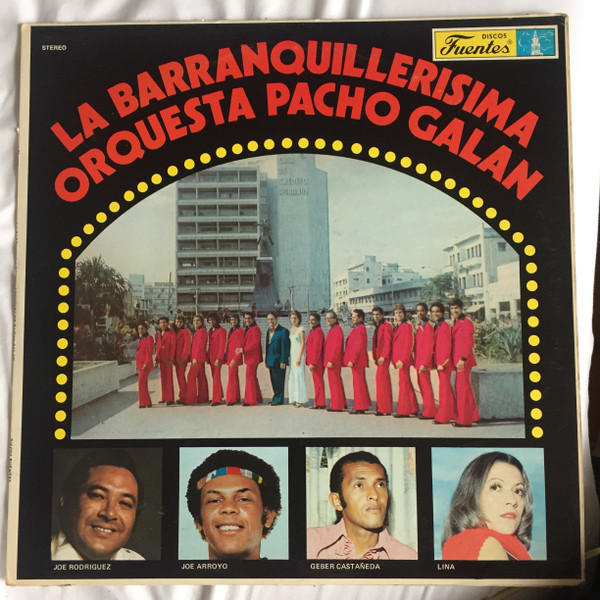 STEREO
DISCOS
Fuentes®
LA BARRANQUILLERISIMA
ORQUESTA PACHO GALAN
JOE RODRIGUEZ
JOE ARROYO
GEBER CASTAÑEDA
LINA